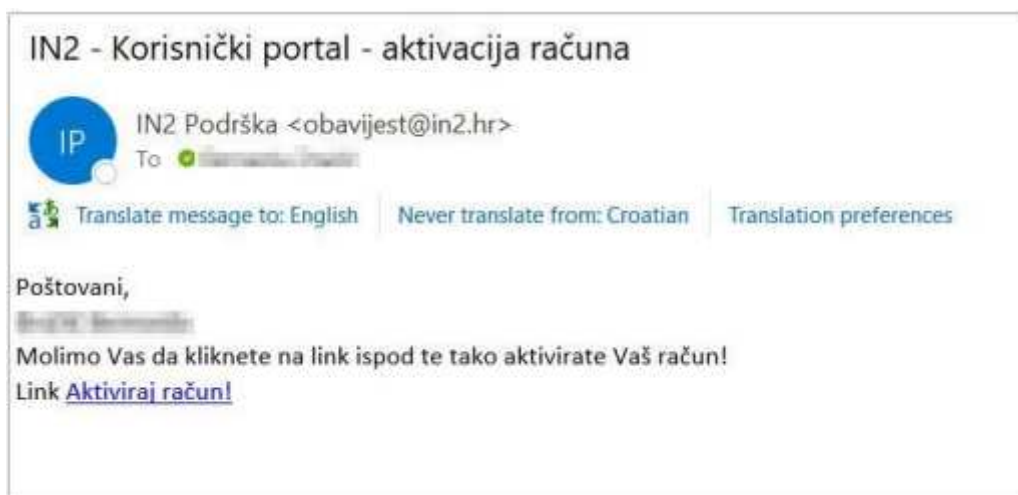 IN2 - Korisnički portal - aktivacija računa
IP
IN2 Podrška <obavijest@in2.hr>
To
Translate message to: English
Never translate from: Croatian
Translation preferences
Poštovani,
Molimo Vas da kliknete na link ispod te tako aktivirate Vaš račun!
Link Aktiviraj račun!